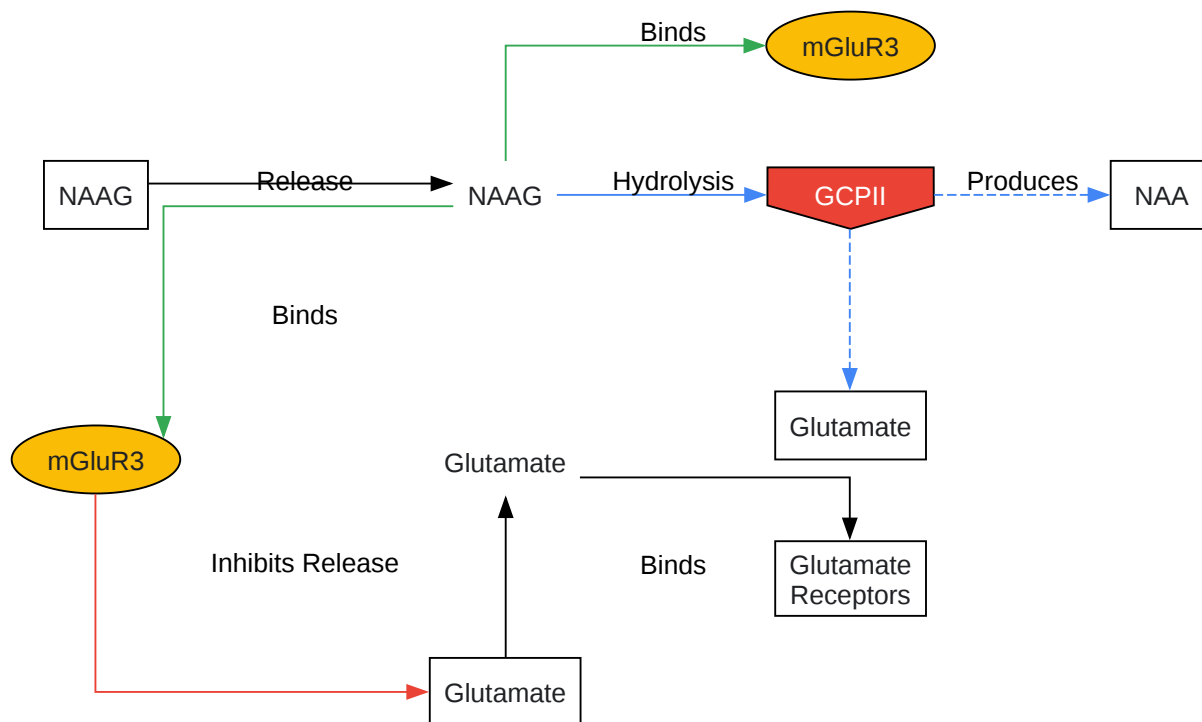 Binds
mGluR3
NAAG
Release
NAAG
Hydrolysis
GCPII
Produces
NAA
Binds
Glutamate
mGluR3
Glutamate
Inhibits Release
Binds
Glutamate
Receptors
Glutamate